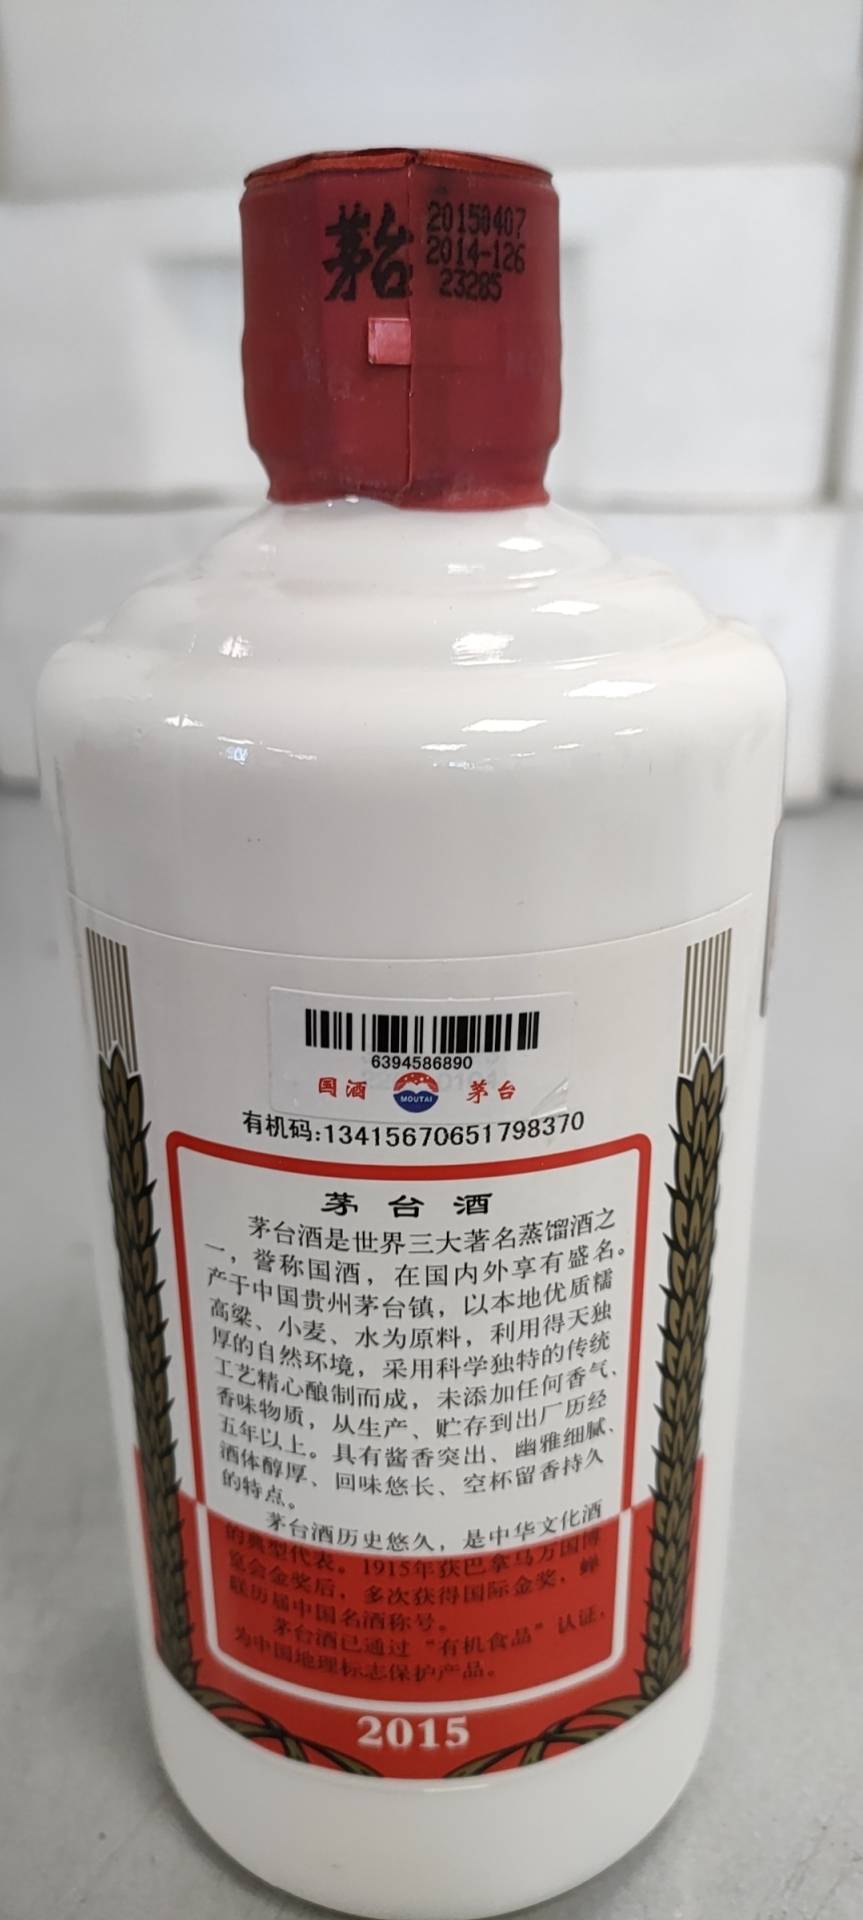 茅台
20150407
2014-126
23285
6394586890
国酒 MOUTAI 茅台
有机码:13415670651798370
茅台酒
茅台酒是世界三大著名蒸馏酒之
一，誉称国酒，在国内外享有盛名。
产于中国贵州茅台镇，以本地优质糯
高粱、小麦、水为原料，利用得天独
厚的自然环境，采用科学独特的传统
工艺精心酿制而成，未添加任何香气、
香味物质，从生产、贮存到出厂历经
五年以上。具有酱香突出、幽雅细腻、
酒体醇厚、回味悠长、空杯留香持久
的特点。
茅台酒历史悠久，是中华文化酒
的典型代表。1915年获巴拿马万国博
览会金奖后，多次获得国际金奖，蝉
联历届中国名酒称号。
茅台酒已通过“有机食品”认证，
为中国地理标志保护产品。
2015